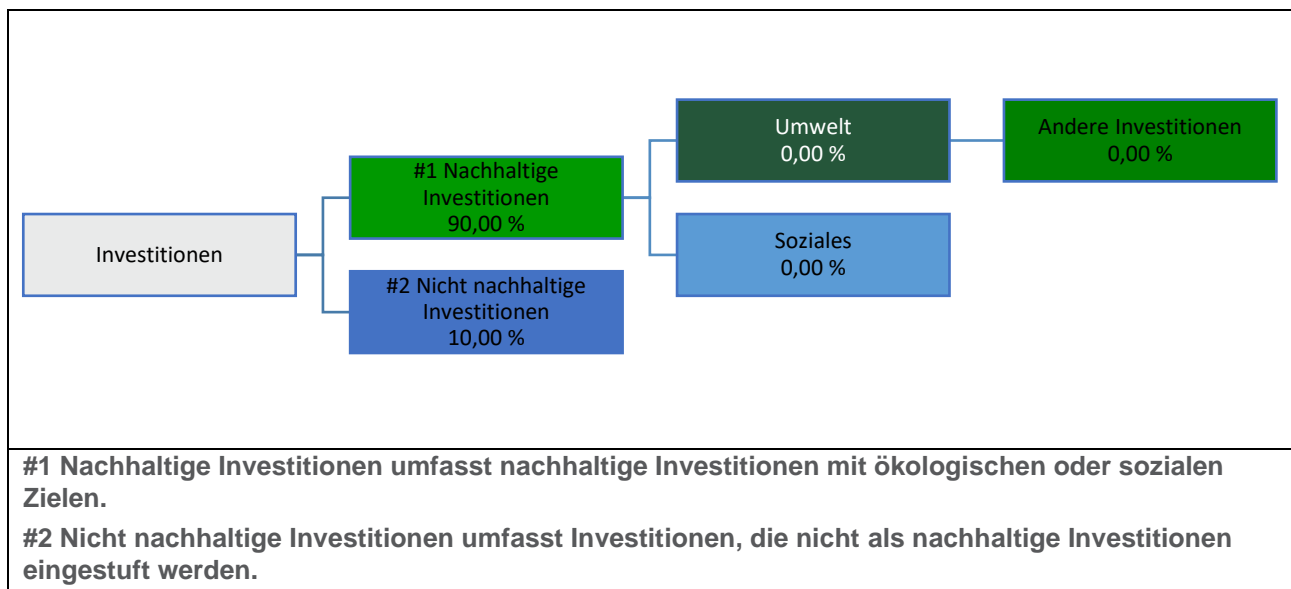 Investitionen
#1 Nachhaltige
Investitionen
90,00 %
#2 Nicht nachhaltige
Investitionen
10,00 %
Umwelt
0,00 %
Soziales
0,00 %
Andere Investitionen
0,00 %
#1 Nachhaltige Investitionen umfasst nachhaltige Investitionen mit ökologischen oder sozialen
Zielen.
#2 Nicht nachhaltige Investitionen umfasst Investitionen, die nicht als nachhaltige Investitionen
eingestuft werden.